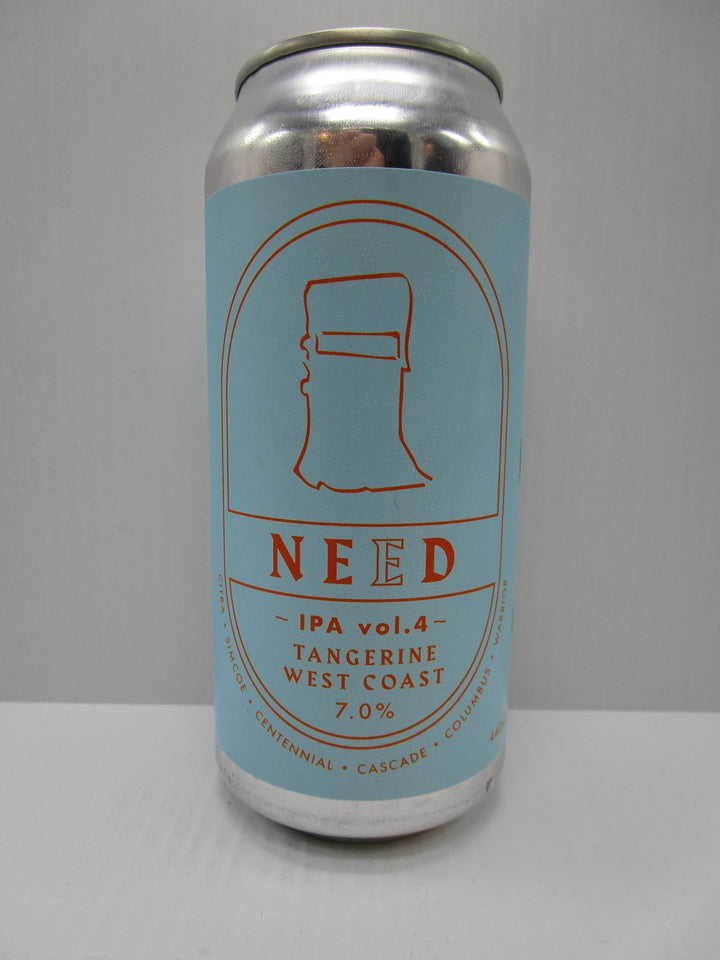 NEED
~ IPA vol.4 ~
TANGERINE
WEST COAST
7.0%
CITRA • SIMCOE • CENTENNIAL • CASCADE • COLUMBUS • WARRIOR